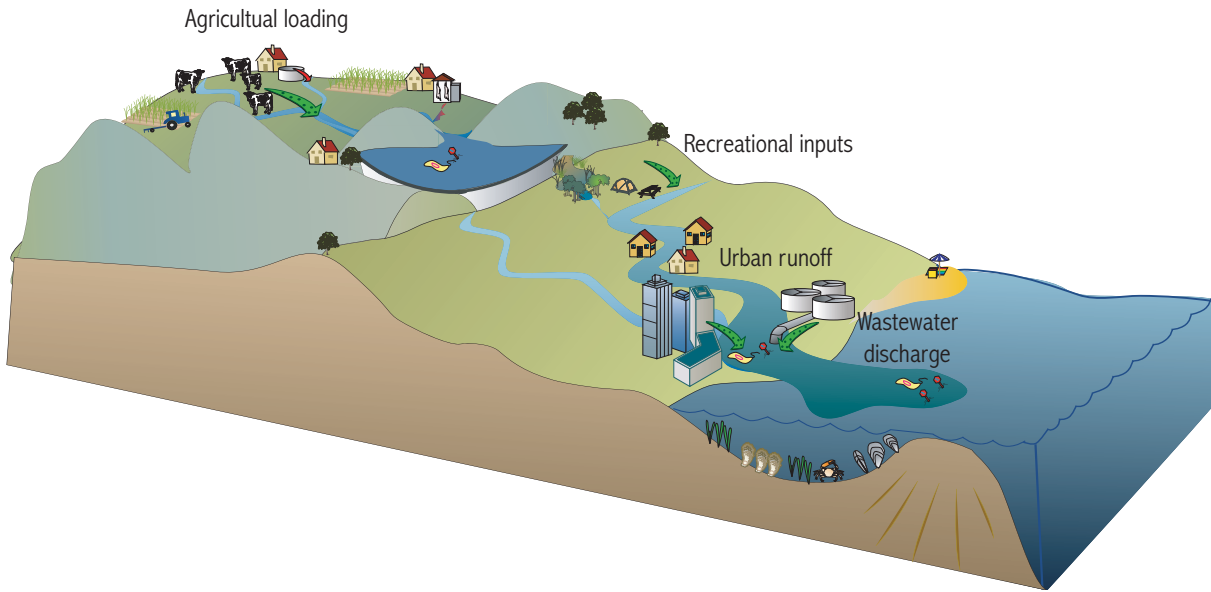 Agricultual loading
Recreational inputs
Urban runoff
Wastewater
discharge